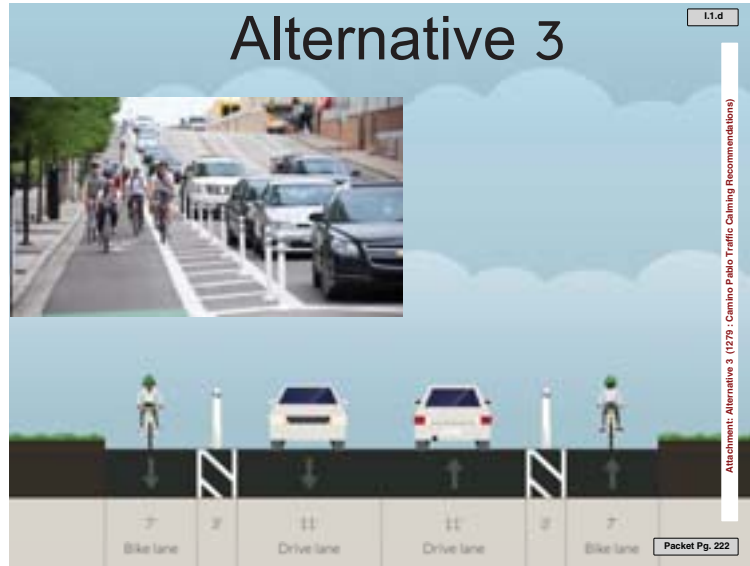 Alternative 3
I.1.d
Attachment: Alternative 3 (1279 : Camino Pablo Traffic Calming Recommendations)
7' 3' 11' 11' 3' 7'
Bike lane Drive lane Drive lane Bike lane
Packet Pg. 222